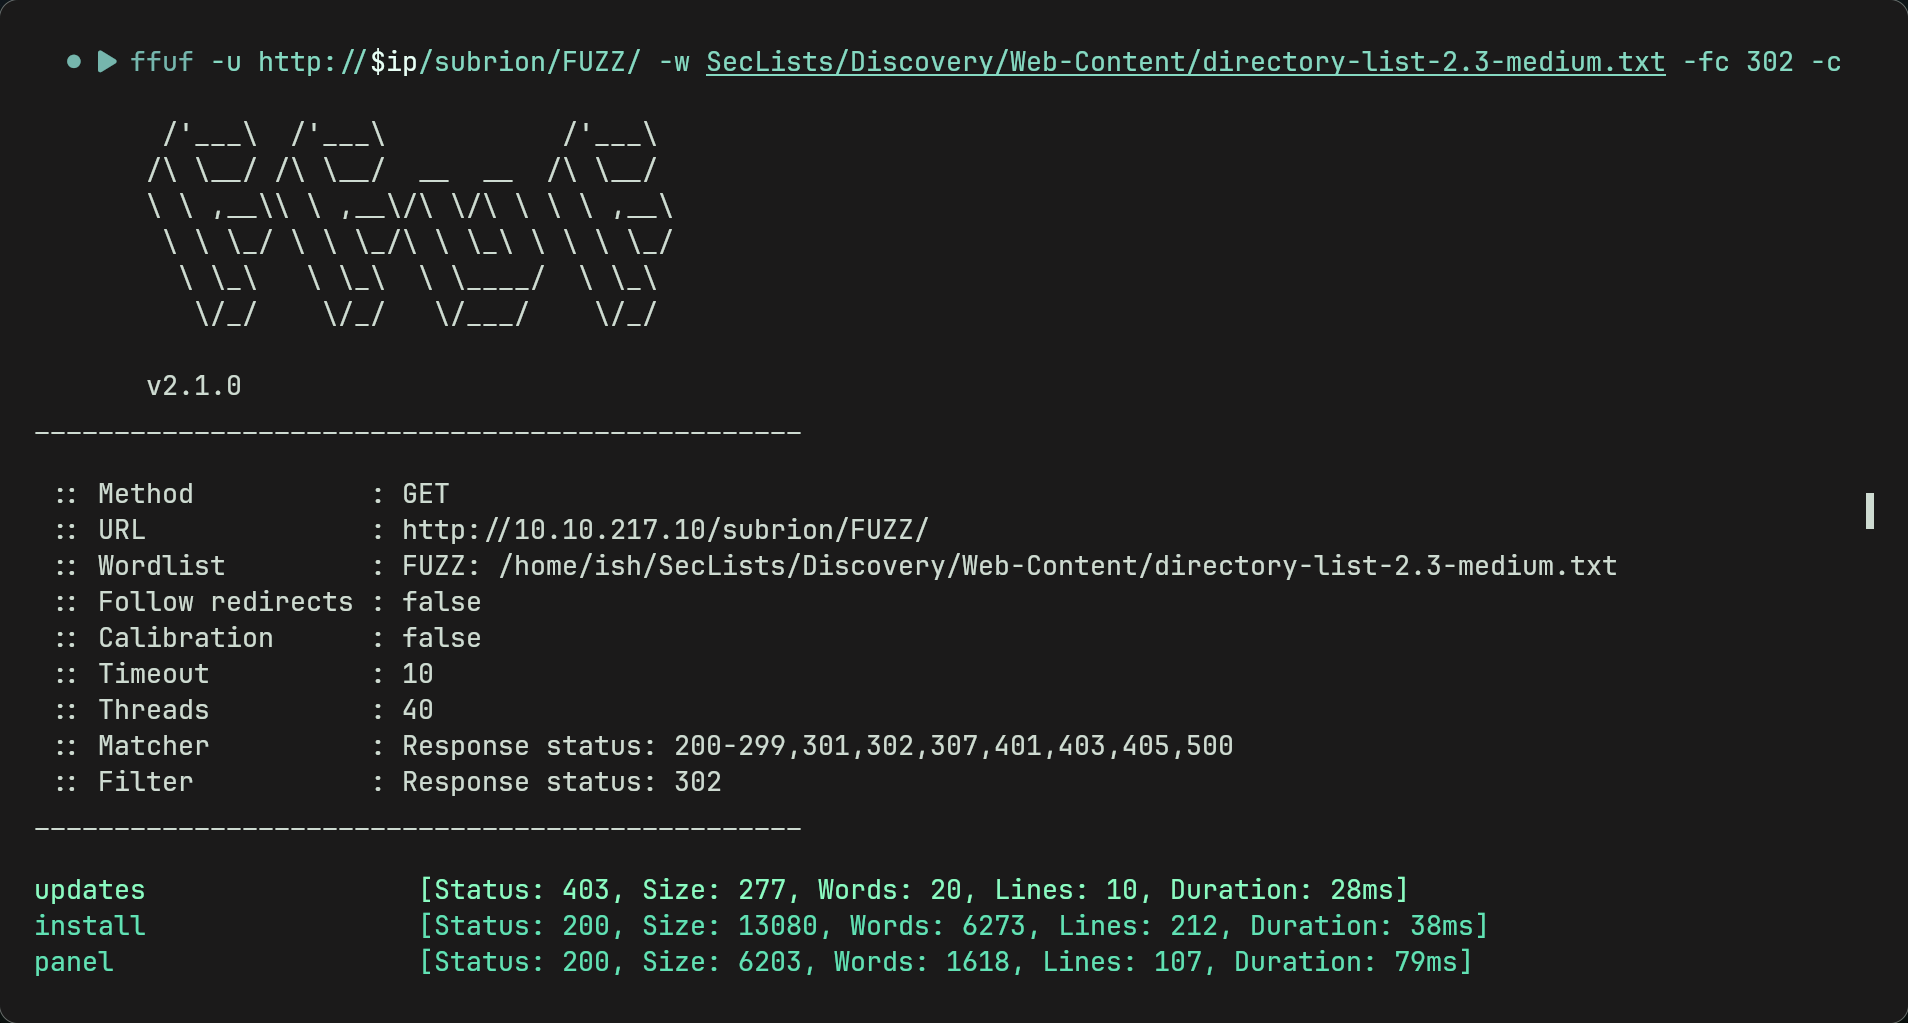 ffuf -u http://$ip/subrion/FUZZ/ -w SecLists/Discovery/Web-Content/directory-list-2.3-medium.txt -fc 302 -c
        /'___\  /'___\           /'___\
       /\ \__/ /\ \__/  __  __  /\ \__/
       \ \ ,__\\ \ ,__\/\ \/\ \ \ \ ,__\
        \ \ \_/ \ \ \_/\ \ \_\ \ \ \ \_/
         \ \_\   \ \_\  \ \____/  \ \_\
          \/_/    \/_/   \/___/    \/_/
v2.1.0
________________________________________________
:: Method           : GET
:: URL              : http://10.10.217.10/subrion/FUZZ/
:: Wordlist         : FUZZ: /home/ish/SecLists/Discovery/Web-Content/directory-list-2.3-medium.txt
:: Follow redirects : false
:: Calibration      : false
:: Timeout          : 10
:: Threads          : 40
:: Matcher          : Response status: 200-299,301,302,307,401,403,405,500
:: Filter           : Response status: 302
________________________________________________
updates                 [Status: 403, Size: 277, Words: 20, Lines: 10, Duration: 28ms]
install                 [Status: 200, Size: 13080, Words: 6273, Lines: 212, Duration: 38ms]
panel                   [Status: 200, Size: 6203, Words: 1618, Lines: 107, Duration: 79ms]